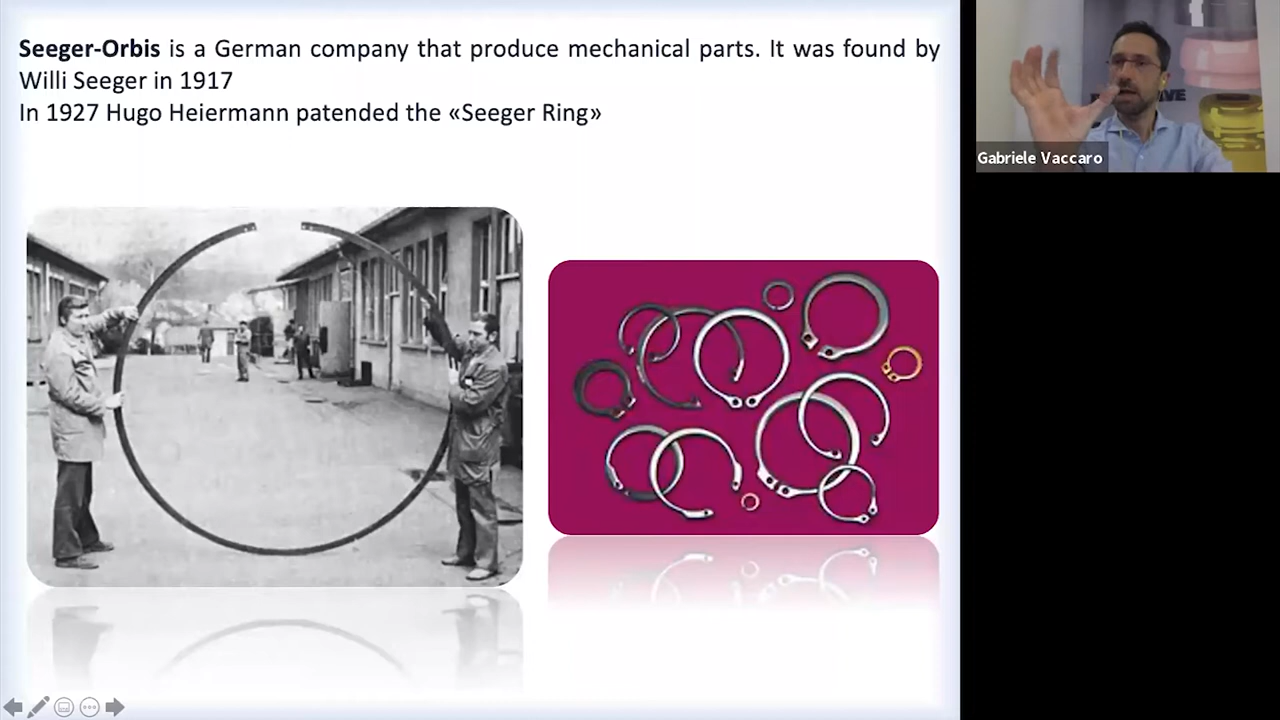 Seeger-Orbis is a German company that produce mechanical parts. It was found by
Willi Seeger in 1917
In 1927 Hugo Heiermann patended the «Seeger Ring»
Gabriele Vaccaro